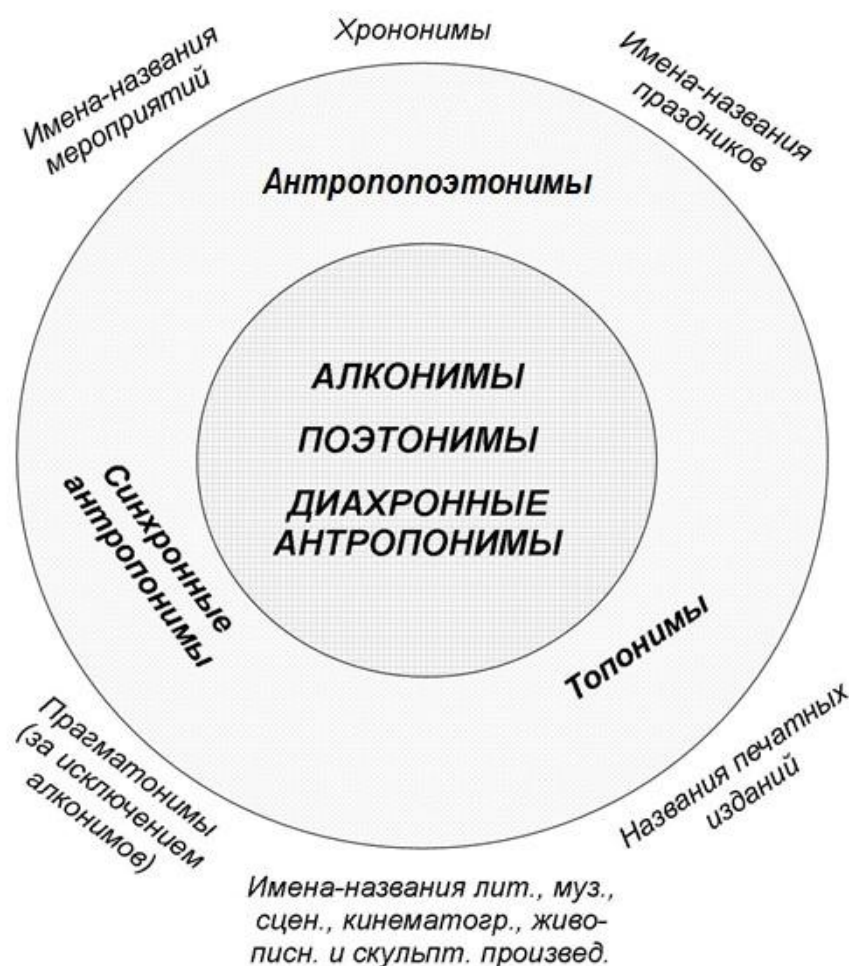 Хрононимы
Имена-названия
мероприятий
Имена-названия
праздников
Антропопоэтонимы
АЛКОНИМЫ
ПОЭТОНИМЫ
ДИАХРОННЫЕ
АНТРОПОНИМЫ
Синхронные
антропонимы
Топонимы
Прагматонимы
(за исключением
алконимов)
Названия печатных
изданий
Имена-названия лит., муз.,
сцен., кинематогр., живо-
писн. и скульпт. произвед.